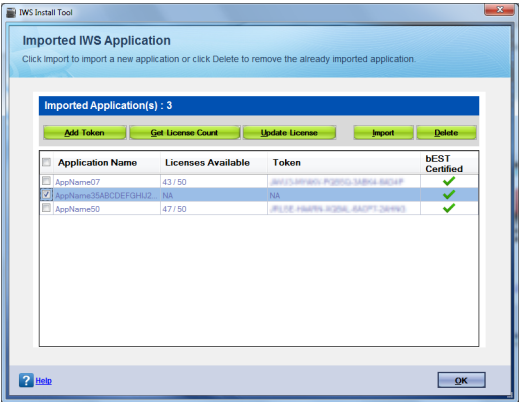 IWS Install Tool
Imported IWS Application
Click Import to import a new application or click Delete to remove the already imported application.
Imported Application(s) : 3
Add Token Get License Count Update License Import Delete
Application Name Licenses Available Token bEST Certified
AppName07 43 / 50
AppName35ABCDEFGHIJ2... NA NA
AppName50 47 / 50
? Help OK